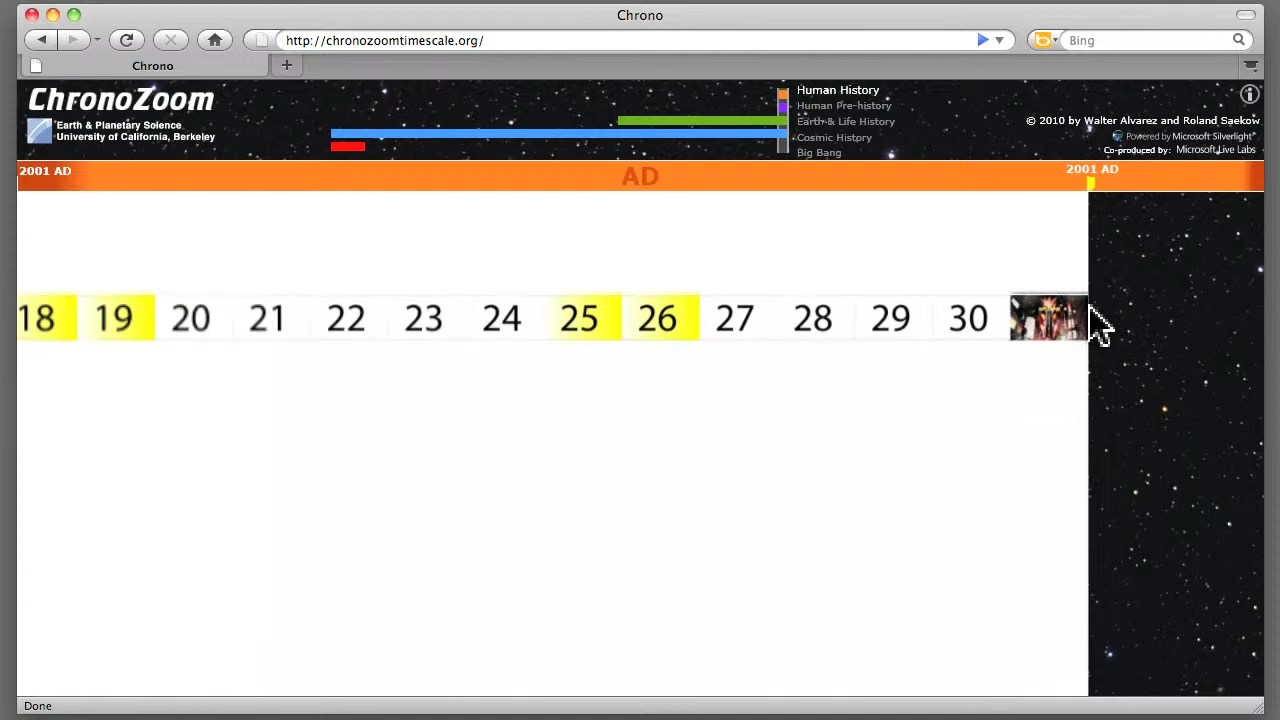 Chrono
http://chronozoomtimescale.org/
Bing
Chrono
ChronoZoom
Earth & Planetary Science
University of California, Berkeley
Human History
Human Pre-history
Earth & Life History
Cosmic History
Big Bang
© 2010 by Walter Alvarez and Roland Saekow
Powered by Microsoft Silverlight™
Co-produced by: Microsoft Live Labs
2001 AD
AD
2001 AD
18 19 20 21 22 23 24 25 26 27 28 29 30
Done